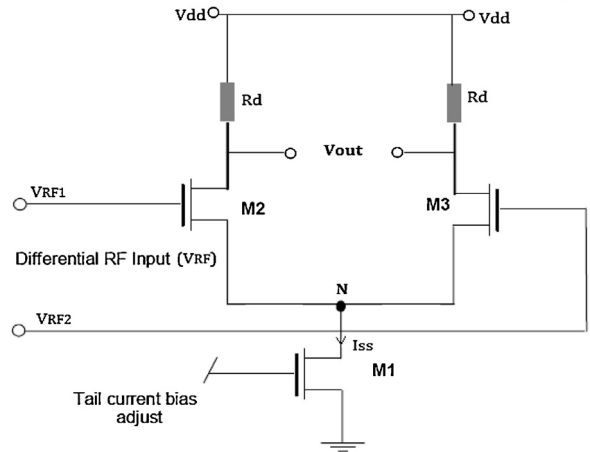 Vdd
Vdd
Rd
Rd
Vout
VRF1
M2
M3
Differential RF Input (VRF)
N
VRF2
Iss
M1
Tail current bias
adjust